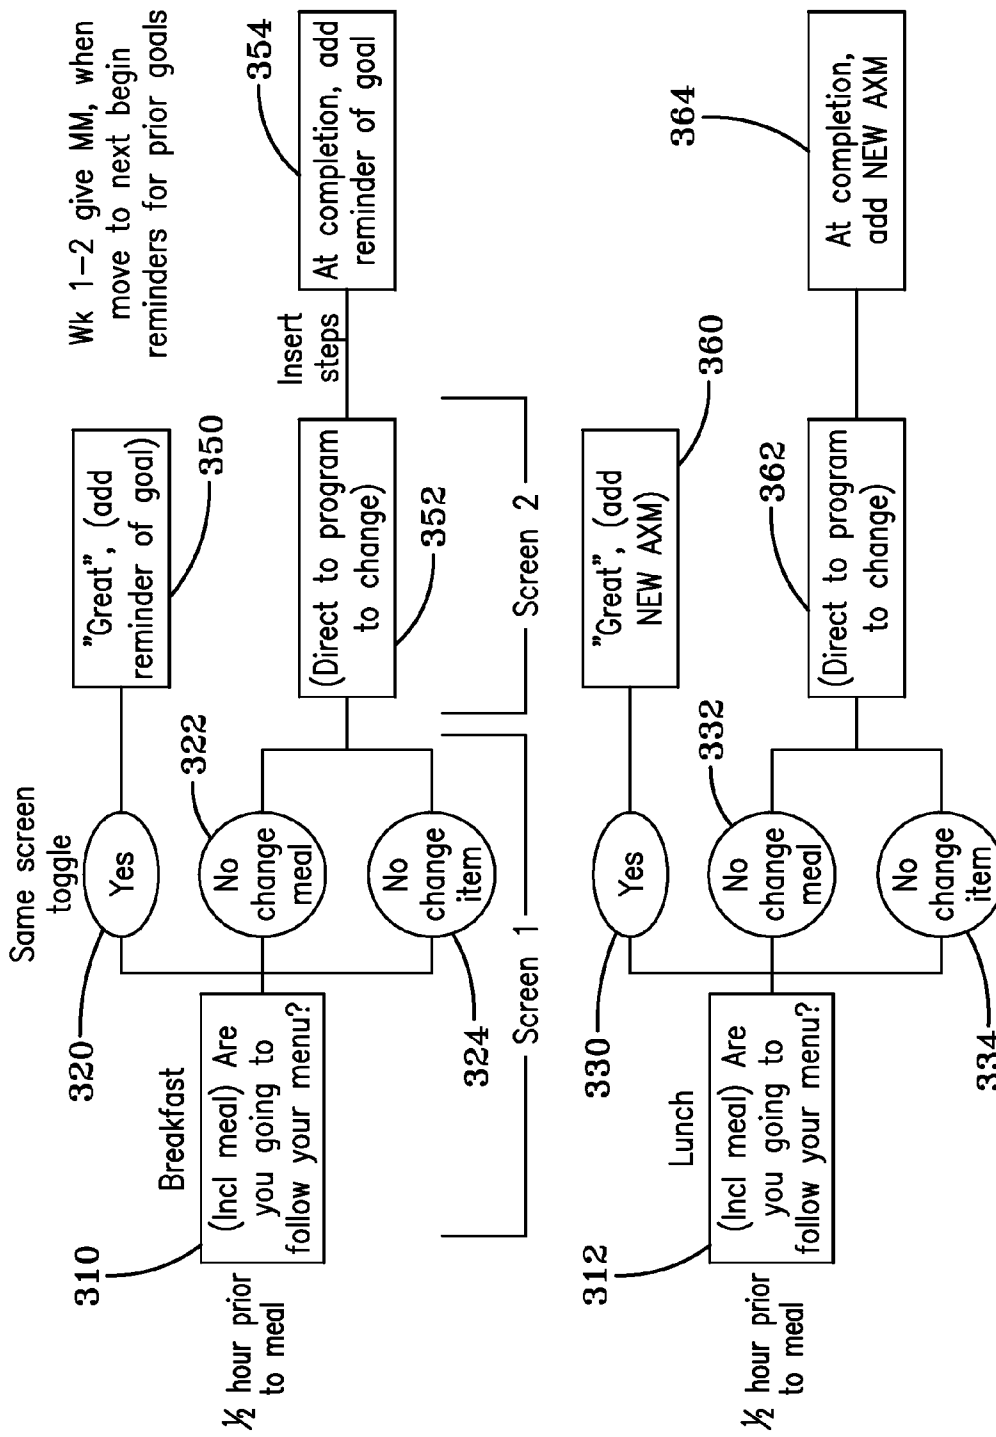 Wk 1–2 give MM, when
move to next begin
reminders for prior goals
Same screen
toggle
Breakfast
½ hour prior
to meal
310
(Incl meal) Are
you going to
follow your menu?
320
Yes
322
No
change
meal
324
No
change
item
350
"Great", (add
reminder of goal)
352
(Direct to program
to change)
Insert
steps
354
At completion, add
reminder of goal
Screen 1
Screen 2
Lunch
½ hour prior
to meal
312
(Incl meal) Are
you going to
follow your menu?
330
Yes
332
No
change
meal
334
No
change
item
360
"Great", (add
NEW AXM)
362
(Direct to program
to change)
364
At completion,
add NEW AXM